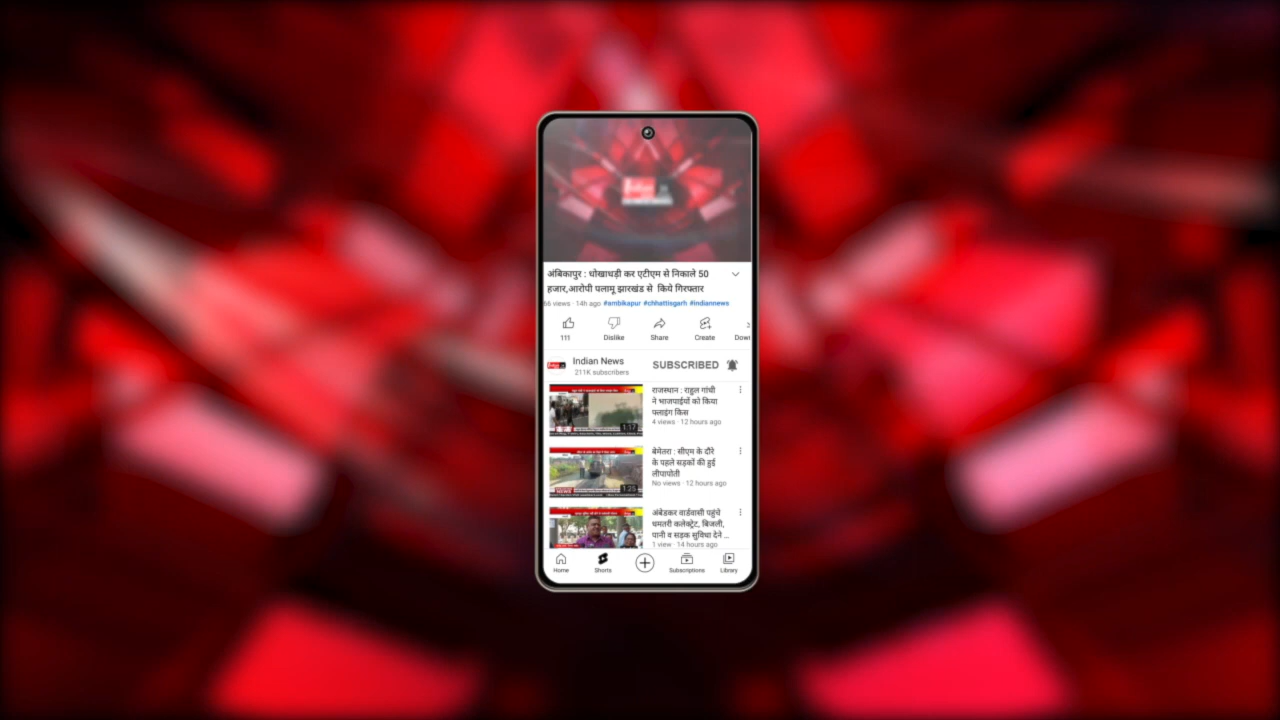 अंबिकापुर : धोखाधड़ी कर एटीएम से निकाले 50
हजार,आरोपी पलामू झारखंड से किये गिरफ्तार
66 views · 14h ago #ambikapur #chhattisgarh #indiannews
111
Dislike
Share
Create
Indian News
211K subscribers
SUBSCRIBED
राजस्थान : राहुल गांधी
ने भाजपाईयों को किया
फ्लाइंग किस
4 views · 12 hours ago
1:17
बेमेतरा : सीएम के दौरे
के पहले सड़कों की हुई
लीपापोती
No views · 12 hours ago
1:25
NEWS
अंबेडकर वार्डवासी पहुंचे
धमतरी कलेक्ट्रेट, बिजली,
पानी व सड़क सुविधा देने ...
1 view · 14 hours ago
Home
Shorts
Subscriptions
Library